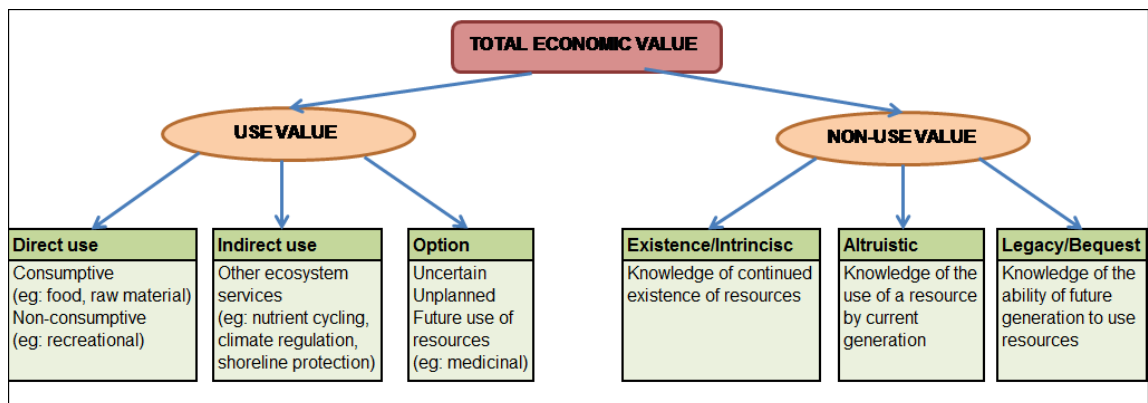 TOTAL ECONOMIC VALUE
USE VALUE
NON-USE VALUE
Direct use
Consumptive
(eg: food, raw material)
Non-consumptive
(eg: recreational)
Indirect use
Other ecosystem
services
(eg: nutrient cycling,
climate regulation,
shoreline protection)
Option
Uncertain
Unplanned
Future use of
resources
(eg: medicinal)
Existence/Intrincisc
Knowledge of continued
existence of resources
Altruistic
Knowledge of the
use of a resource
by current
generation
Legacy/Bequest
Knowledge of the
ability of future
generation to use
resources